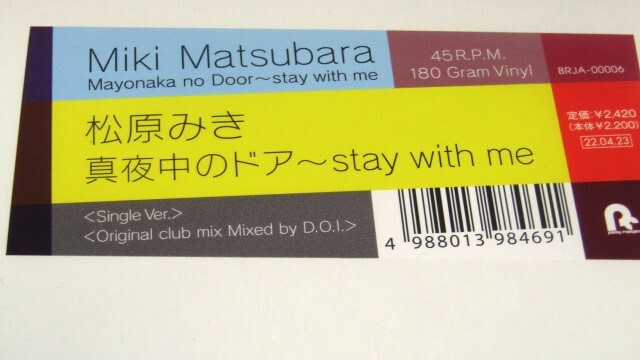 Miki Matsubara
Mayonaka no Door～stay with me
45R.P.M.
180 Gram Vinyl
BRJA-00006
松原みき
真夜中のドア～stay with me
定価:￥2,420
(本体￥2,200)
22.04.23
<Single Ver.>
<Original club mix Mixed by D.O.I.>
4 988013 984691